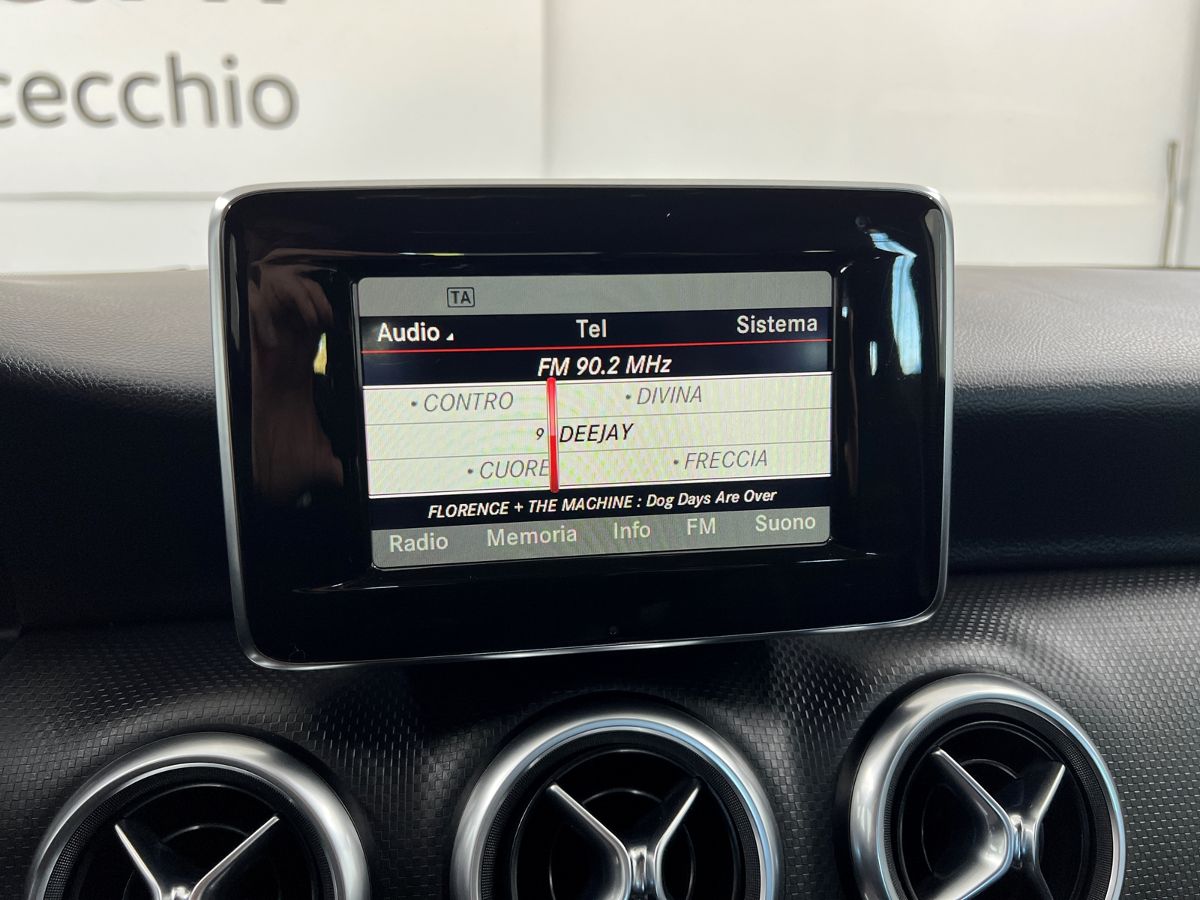 cecchio
TA
Audio Tel Sistema
FM 90.2 MHz
• CONTRO • DIVINA
9 DEEJAY
• CUORE • FRECCIA
FLORENCE + THE MACHINE : Dog Days Are Over
Radio Memoria Info FM Suono